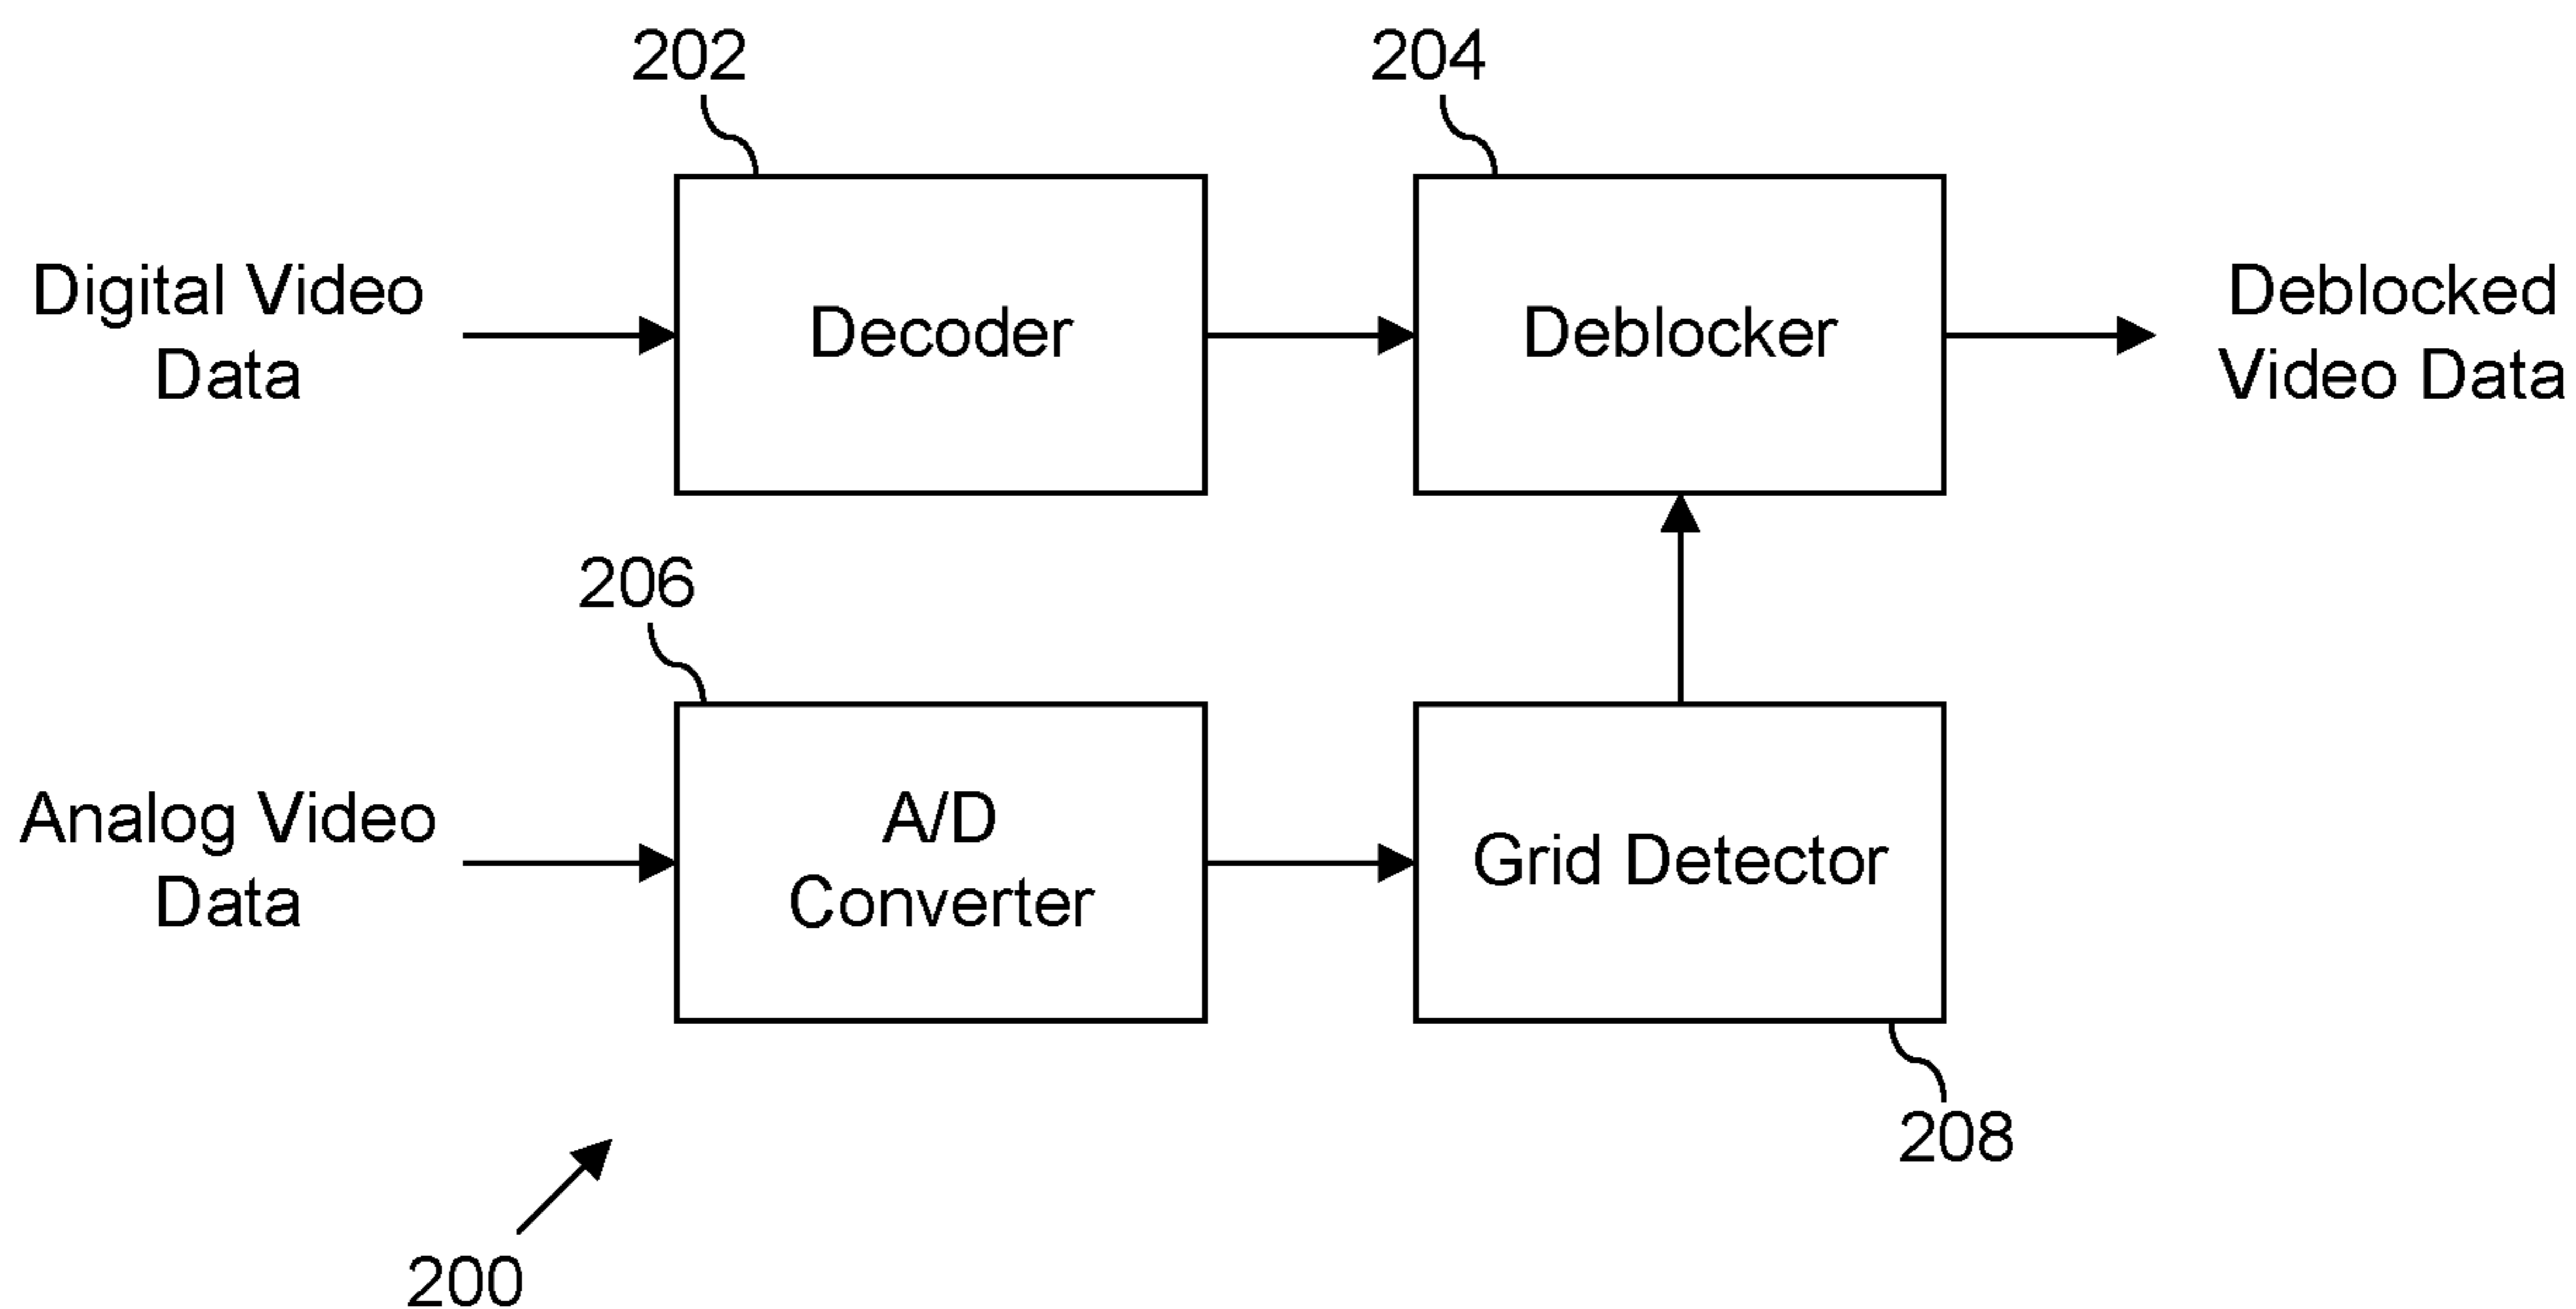 202
204
Digital Video
Data
Decoder
Deblocker
Deblocked
Video Data
206
Analog Video
Data
A/D
Converter
Grid Detector
208
200